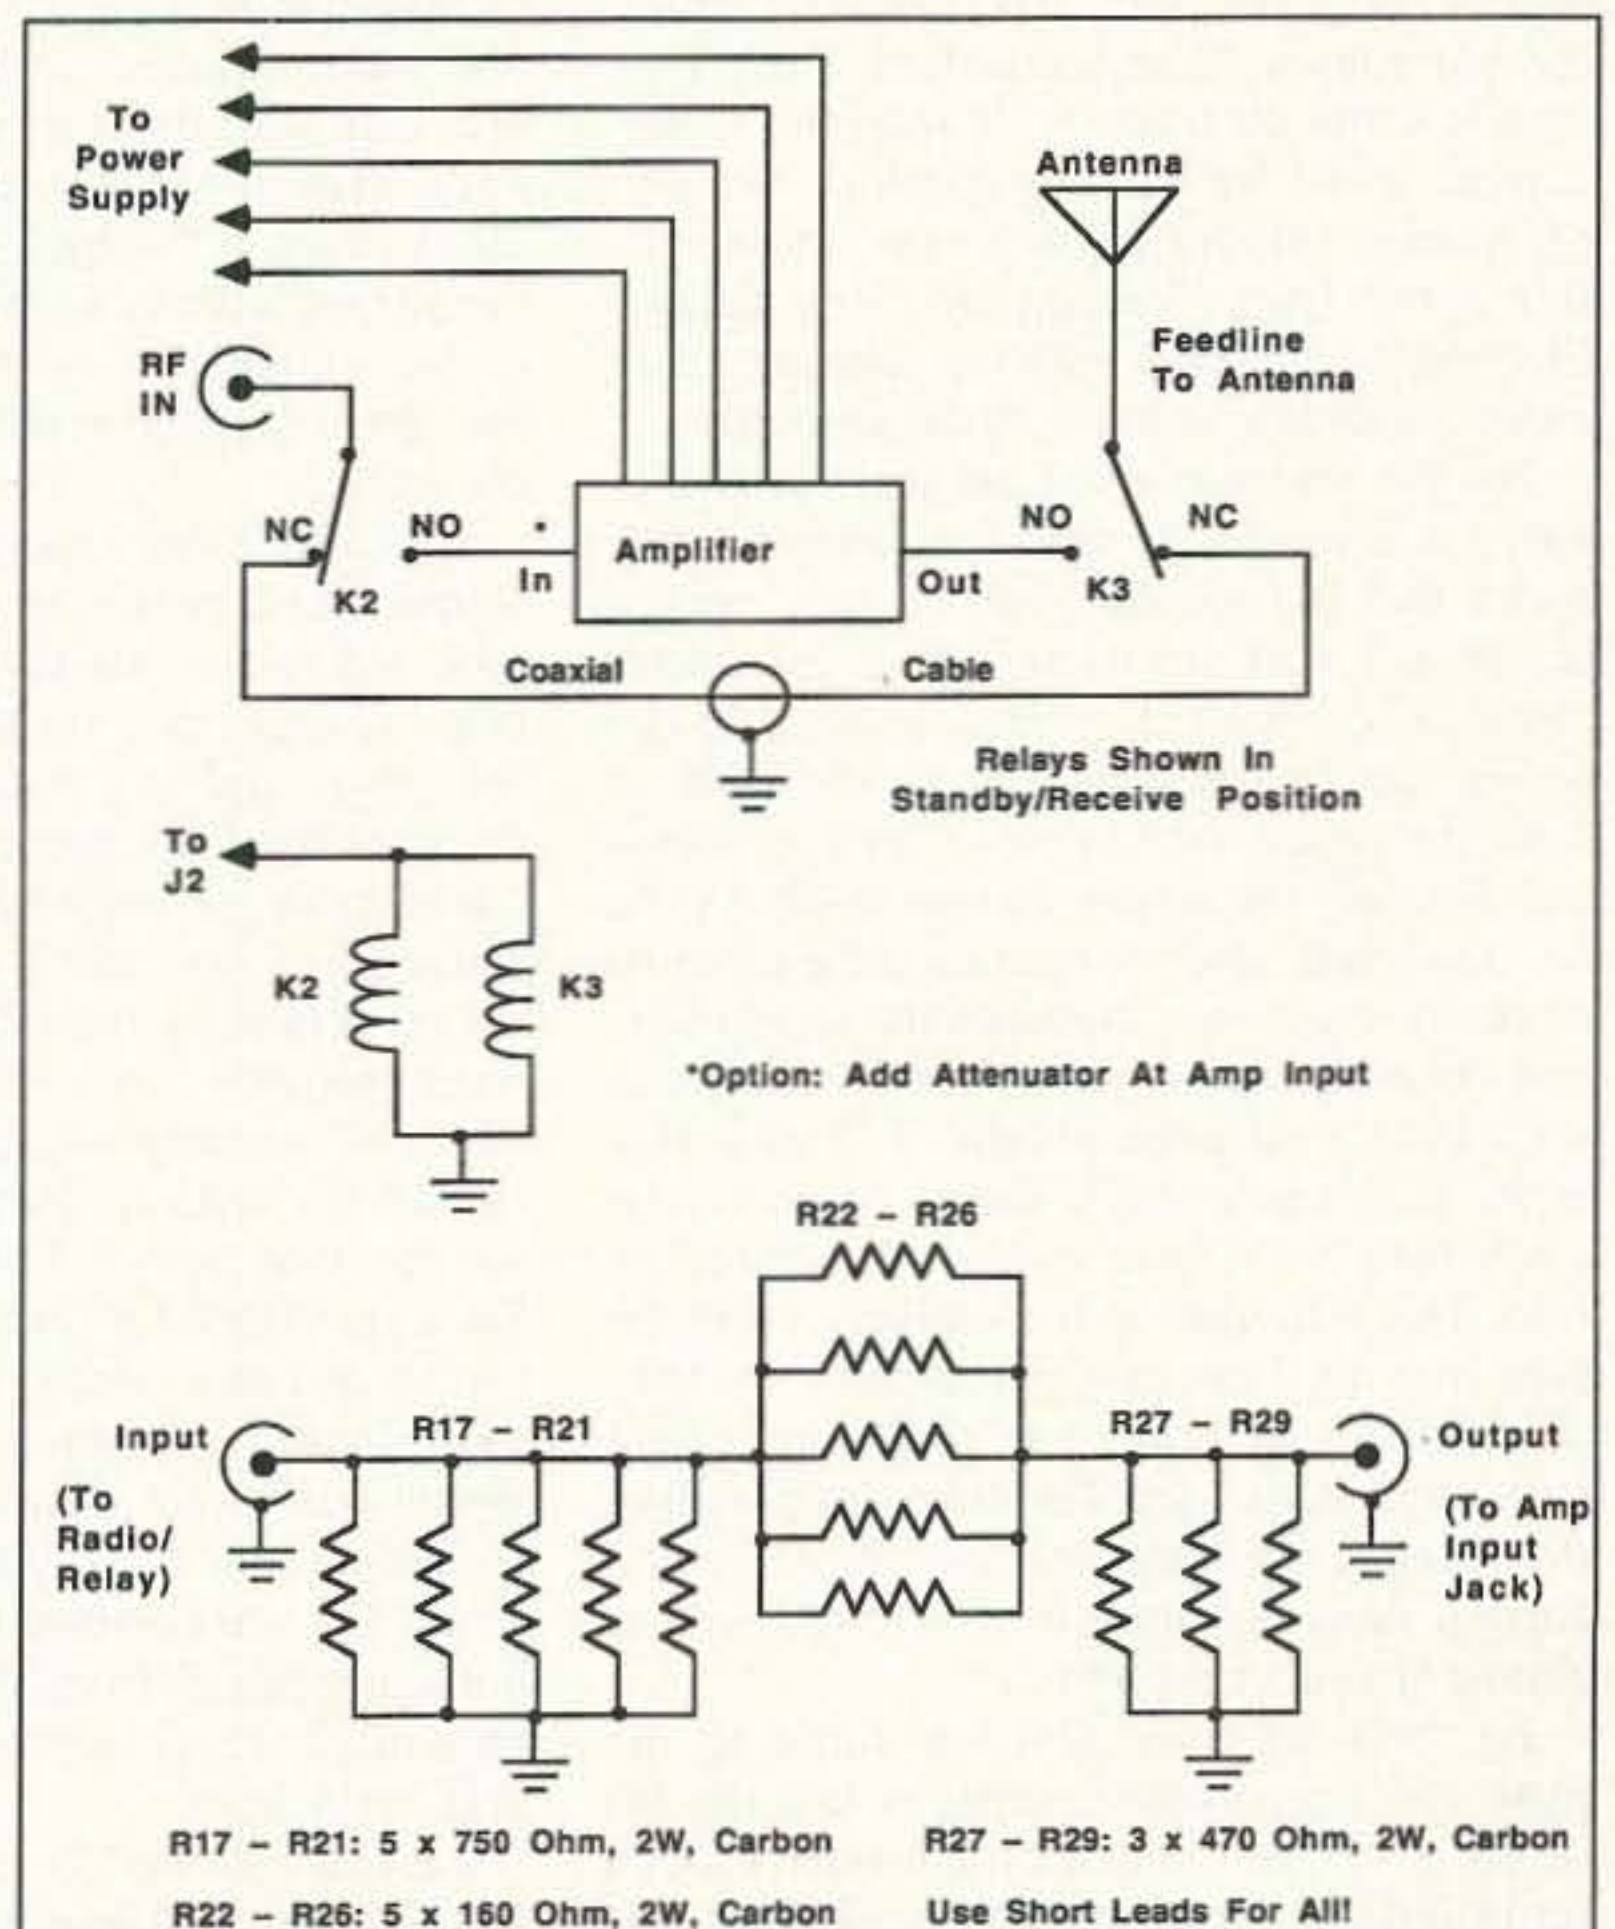 To
Power
Supply
Antenna
RF
IN
Feedline
To Antenna
NC
NO
*
In
K2
Amplifier
Out
NO
K3
NC
Coaxial
Cable
Relays Shown In
Standby/Receive Position
To
J2
K2
K3
*Option: Add Attenuator At Amp Input
R22 – R26
R17 – R21
R27 – R29
Input
(To
Radio/
Relay)
Output
(To Amp
Input
Jack)
R17 – R21: 5 x 750 Ohm, 2W, Carbon
R27 – R29: 3 x 470 Ohm, 2W, Carbon
R22 – R26: 5 x 160 Ohm, 2W, Carbon
Use Short Leads For All!